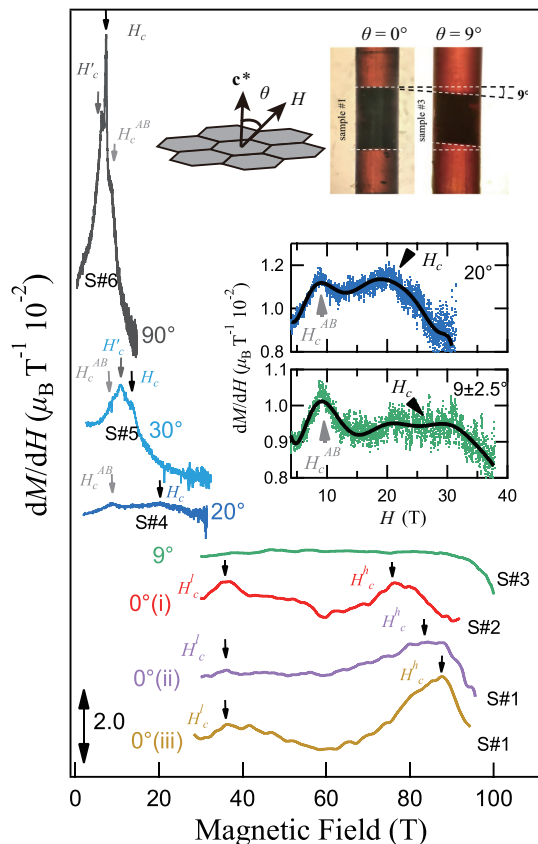 H_c
H'_c
H_c^{AB}
S#6
90°
c*
θ
H
θ = 0°
θ = 9°
9°
sample #1
sample #3
dM/dH (μ_B T^{-1} 10^{-2})
1.2
1.0
0.8
H_c
20°
H_c^{AB}
dM/dH (μ_B T^{-1} 10^{-2})
1.1
1.0
0.9
0.8
H_c
9±2.5°
H_c^{AB}
10 20 30 40
H (T)
H_c^{AB}
H'_c
H_c
S#5
30°
H_c^{AB}
H_c
S#4
20°
9°
S#3
0°(i)
H_c^l
H_c^h
S#2
0°(ii)
H_c^l
H_c^h
S#1
0°(iii)
H_c^l
H_c^h
S#1
2.0
0 20 40 60 80 100
Magnetic Field (T)